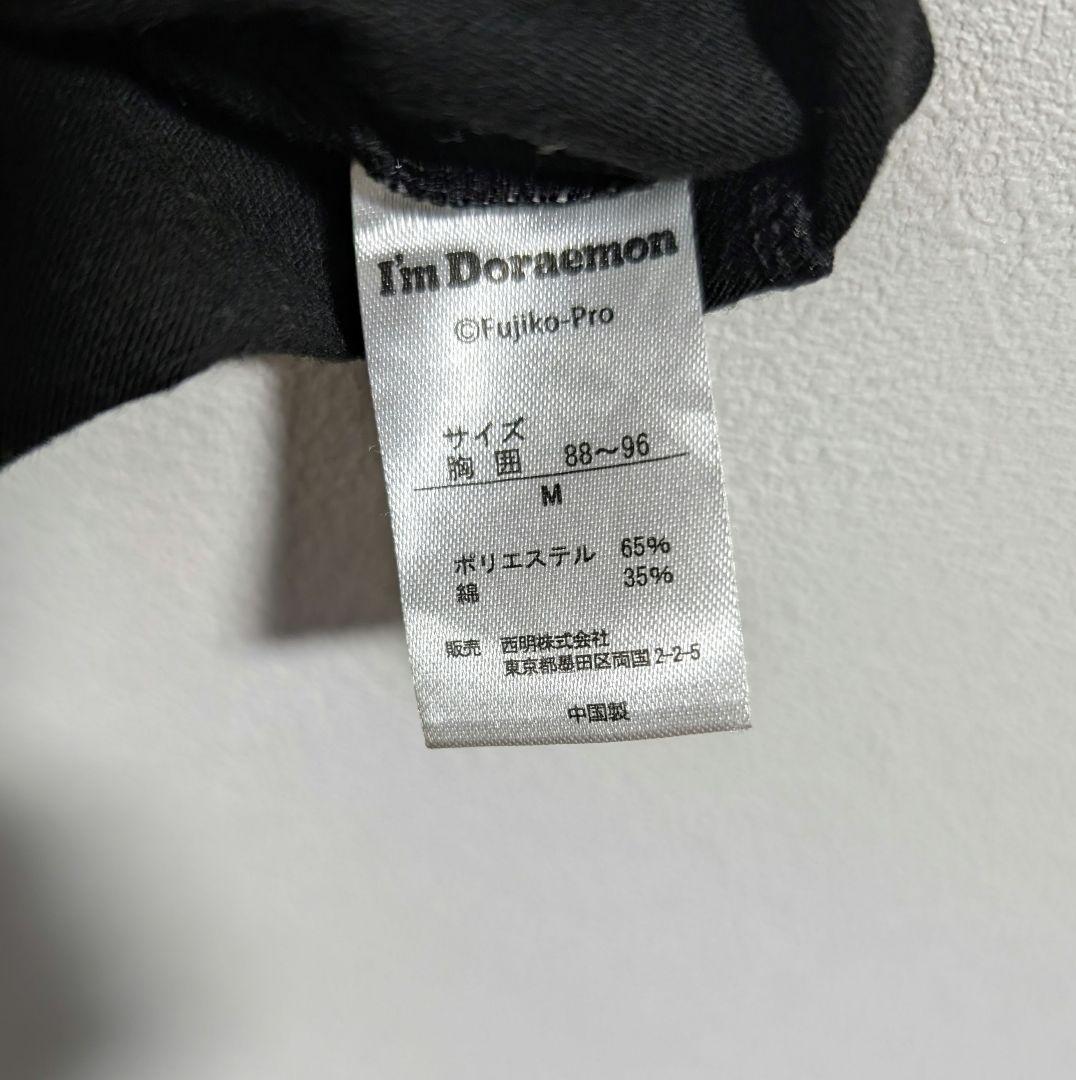 I'm Doraemon
©Fujiko-Pro
サイズ
胸 囲 88～96
M
ポリエステル 65%
綿 35%
販売 西明株式会社
東京都墨田区両国2-2-5
中国製